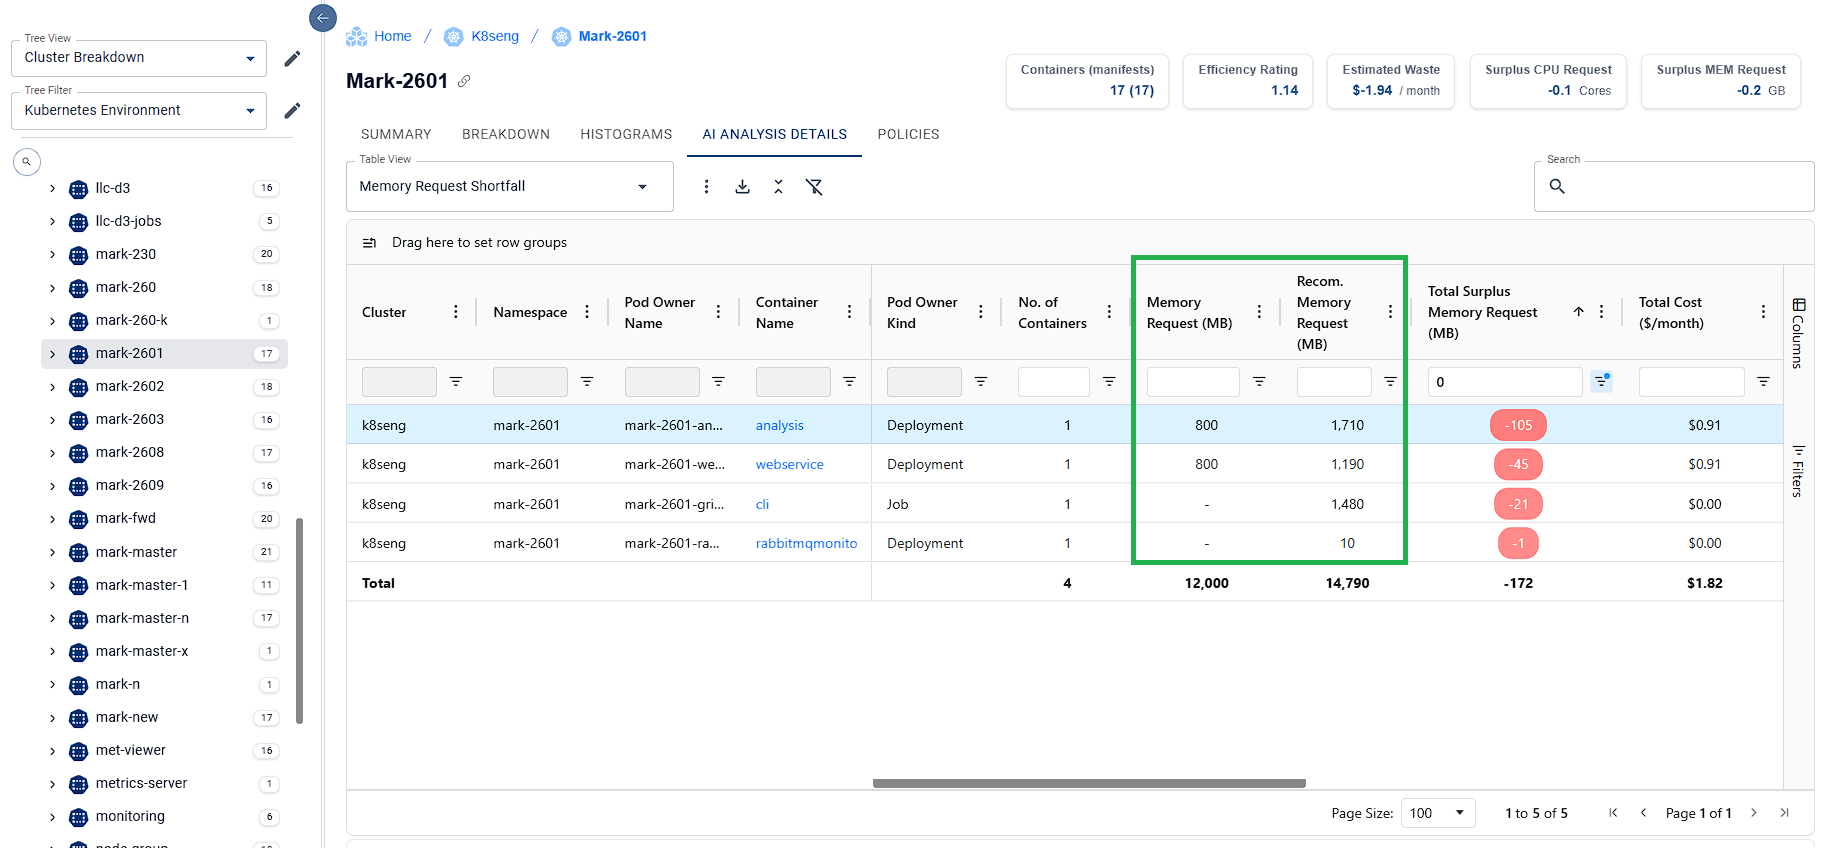 Tree View
Cluster Breakdown
Tree Filter
Kubernetes Environment
llc-d3 16
llc-d3-jobs 5
mark-230 20
mark-260 18
mark-260-k 1
mark-2601 17
mark-2602 18
mark-2603 16
mark-2608 17
mark-2609 16
mark-fwd 20
mark-master 21
mark-master-1 11
mark-master-n 17
mark-master-x 1
mark-n 1
mark-new 17
met-viewer 16
metrics-server 1
monitoring 6
Home / K8seng / Mark-2601
Mark-2601
Containers (manifests)
17 (17)
Efficiency Rating
1.14
Estimated Waste
$-1.94 / month
Surplus CPU Request
-0.1 Cores
Surplus MEM Request
-0.2 GB
SUMMARY BREAKDOWN HISTOGRAMS AI ANALYSIS DETAILS POLICIES
Table View
Memory Request Shortfall
Search
Drag here to set row groups
Cluster
Namespace
Pod Owner
Name
Container
Name
Pod Owner
Kind
No. of
Containers
Memory
Request (MB)
Recom.
Memory
Request
(MB)
Total Surplus
Memory Request
(MB)
Total Cost
($/month)
0
k8seng mark-2601 mark-2601-an... analysis Deployment 1 800 1,710 -105 $0.91
k8seng mark-2601 mark-2601-we... webservice Deployment 1 800 1,190 -45 $0.91
k8seng mark-2601 mark-2601-gri... cli Job 1 - 1,480 -21 $0.00
k8seng mark-2601 mark-2601-ra... rabbitmqmonito Deployment 1 - 10 -1 $0.00
Total 4 12,000 14,790 -172 $1.82
Columns
Filters
Page Size: 100 1 to 5 of 5 Page 1 of 1